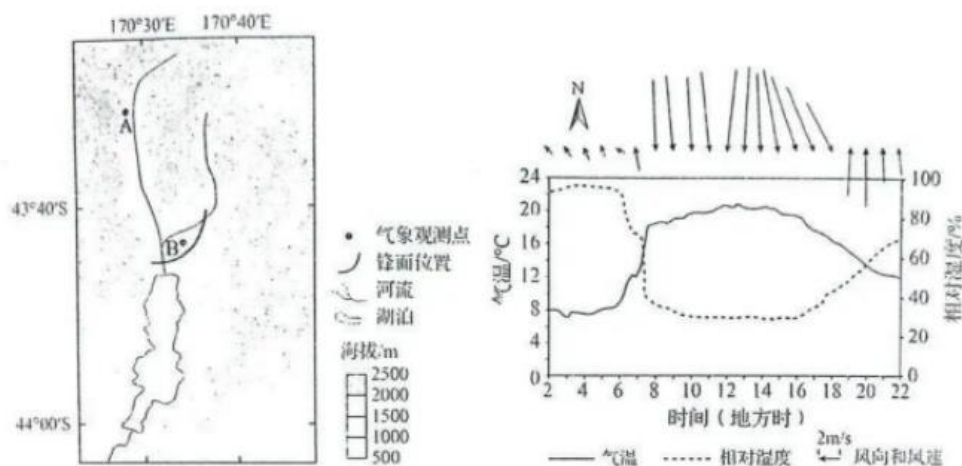 170°30′E 170°40′E
A
43°40′S
B
44°00′S
气象观测点
锋面位置
河流
湖泊
海拔/m
2500
2000
1500
1000
500
N
气温/℃
24
20
16
12
8
4
0
100
80
60
40
30
0
相对湿度/%
2 4 6 8 10 12 14 16 18 20 22
时间（地方时）
2m/s
气温 相对湿度 风向和风速